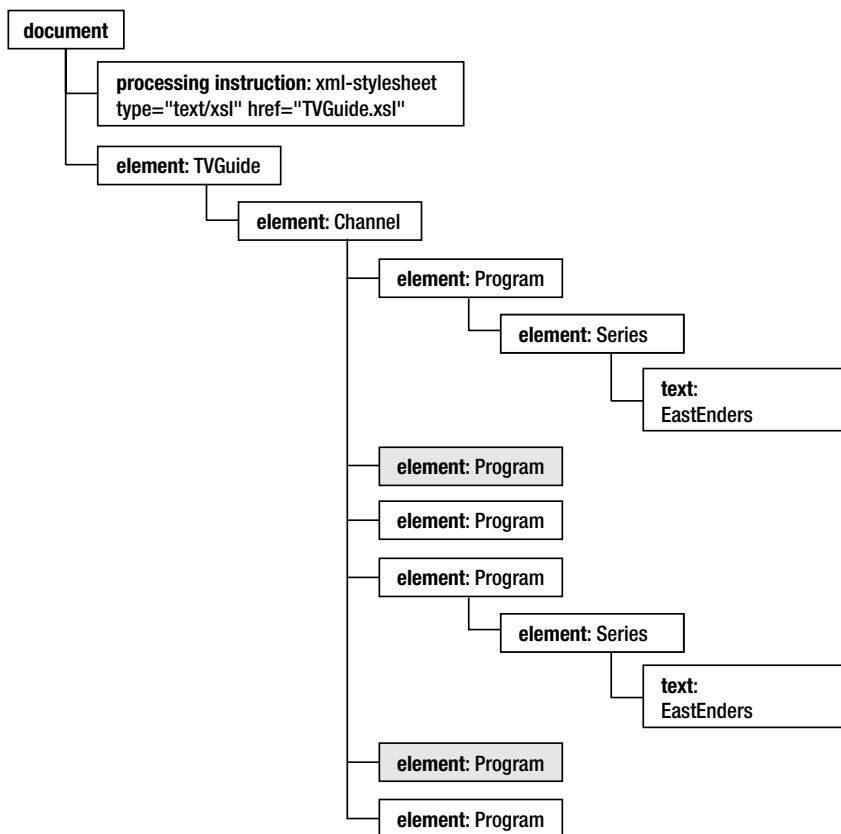 document
processing instruction: xml-stylesheet
type="text/xsl" href="TVGuide.xsl"
element: TVGuide
element: Channel
element: Program
element: Series
text:
EastEnders
element: Program
element: Program
element: Program
element: Series
text:
EastEnders
element: Program
element: Program